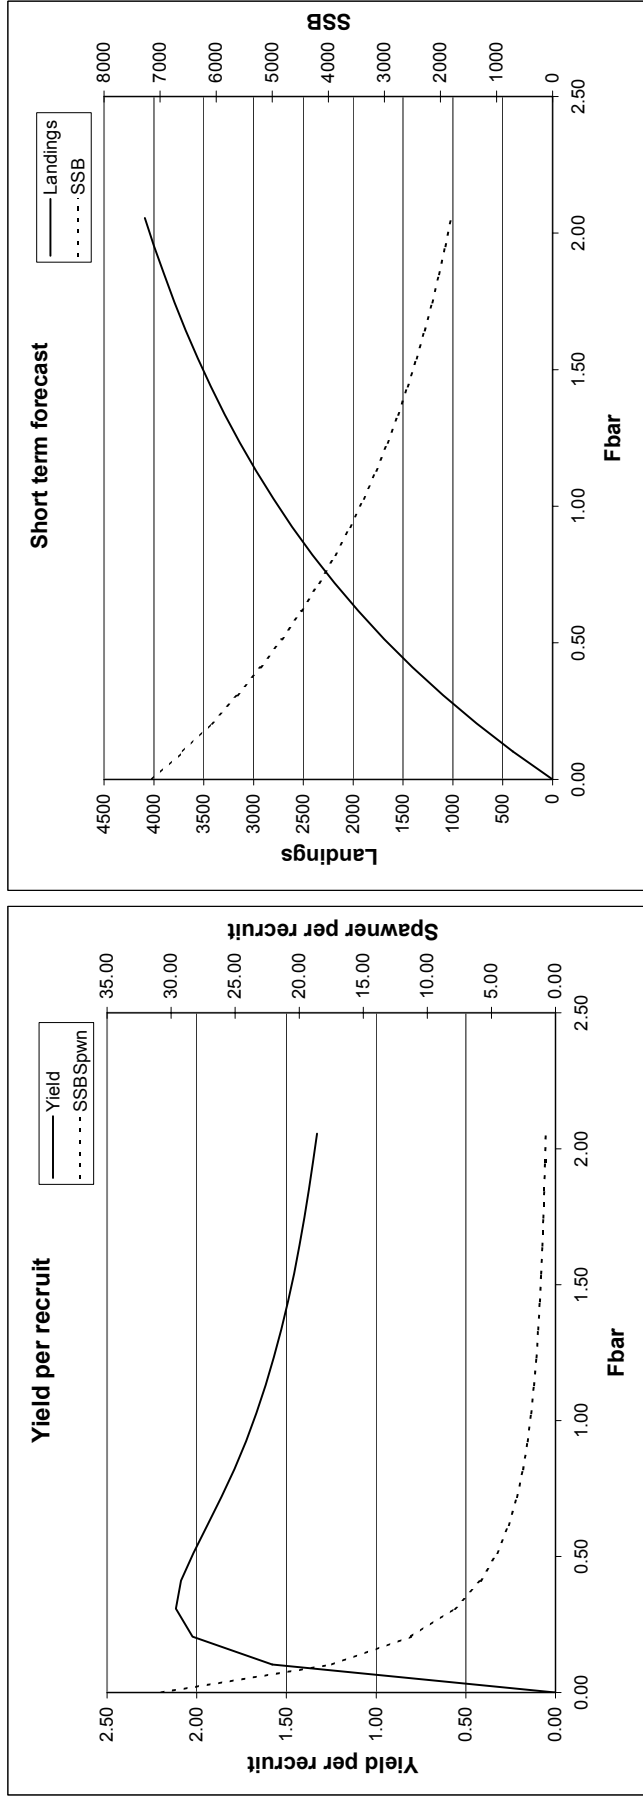 Yield per recruit
Yield
SSBSpwn
Yield per recruit
2.50
2.00
1.50
1.00
0.50
0.00
Spawner per recruit
35.00
30.00
25.00
20.00
15.00
10.00
5.00
0.00
0.00 0.50 1.00 1.50 2.00 2.50
Fbar
Short term forecast
Landings
SSB
Landings
4500
4000
3500
3000
2500
2000
1500
1000
500
0
SSB
8000
7000
6000
5000
4000
3000
2000
1000
0
0.00 0.50 1.00 1.50 2.00 2.50
Fbar